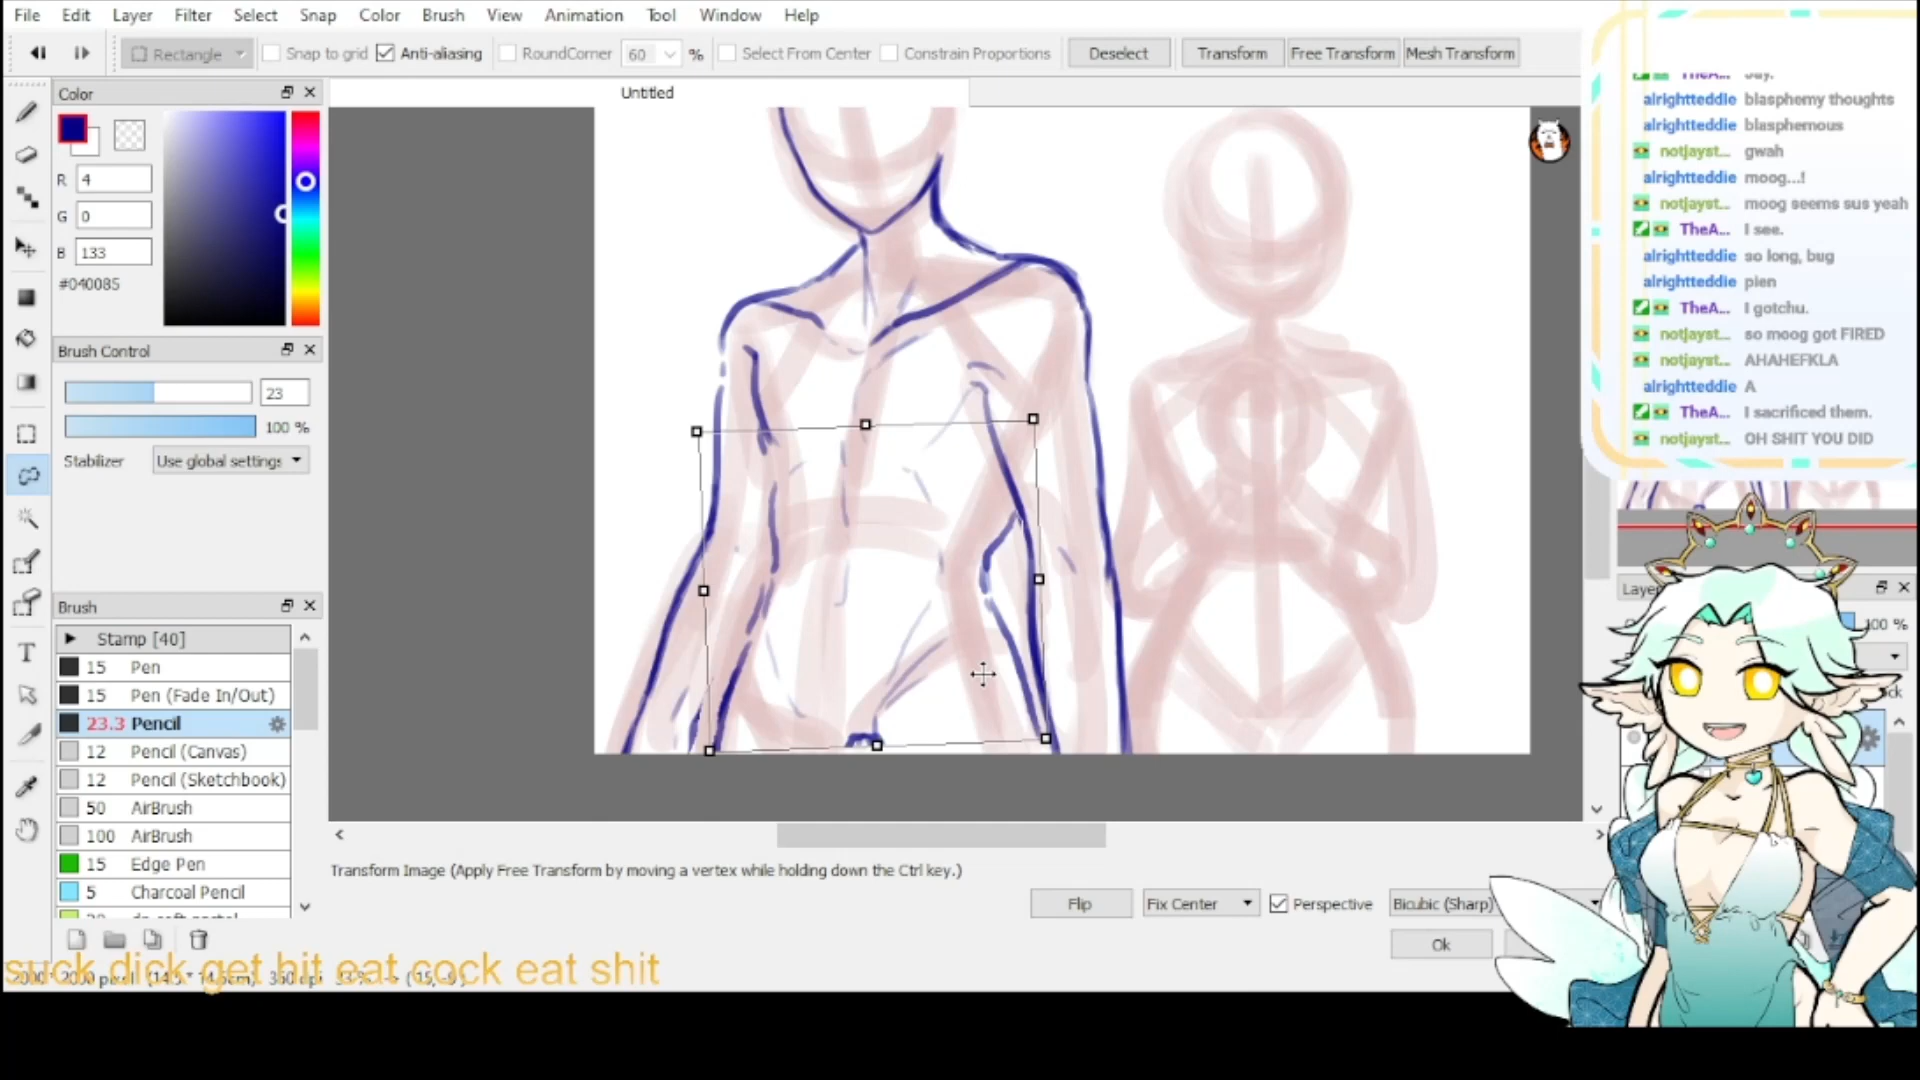 File Edit Layer Filter Select Snap Color Brush View Animation Tool Window Help
Rectangle Snap to grid Anti-aliasing RoundCorner 60 % Select From Center Constrain Proportions Deselect Transform Free Transform Mesh Transform
Color
Untitled
R 4
G 0
B 133
#040085
Brush Control
23
100 %
Stabilizer Use global settings
Brush
Stamp [40]
15 Pen
15 Pen (Fade In/Out)
23.3 Pencil
12 Pencil (Canvas)
12 Pencil (Sketchbook)
50 AirBrush
100 AirBrush
15 Edge Pen
5 Charcoal Pencil
Transform Image (Apply Free Transform by moving a vertex while holding down the Ctrl key.)
Flip Fix Center Perspective Bicubic (Sharp)
Ok
suck dick get hit eat cock eat shit
alrightteddie blasphemy thoughts
alrightteddie blasphemous
notjayst... gwah
alrightteddie moog...!
notjayst... moog seems sus yeah
TheA... I see.
alrightteddie so long, bug
alrightteddie pien
TheA... I gotchu.
notjayst... so moog got FIRED
notjayst... AHAHEFKLA
alrightteddie A
TheA... I sacrificed them.
notjayst... OH SHIT YOU DID
100 %